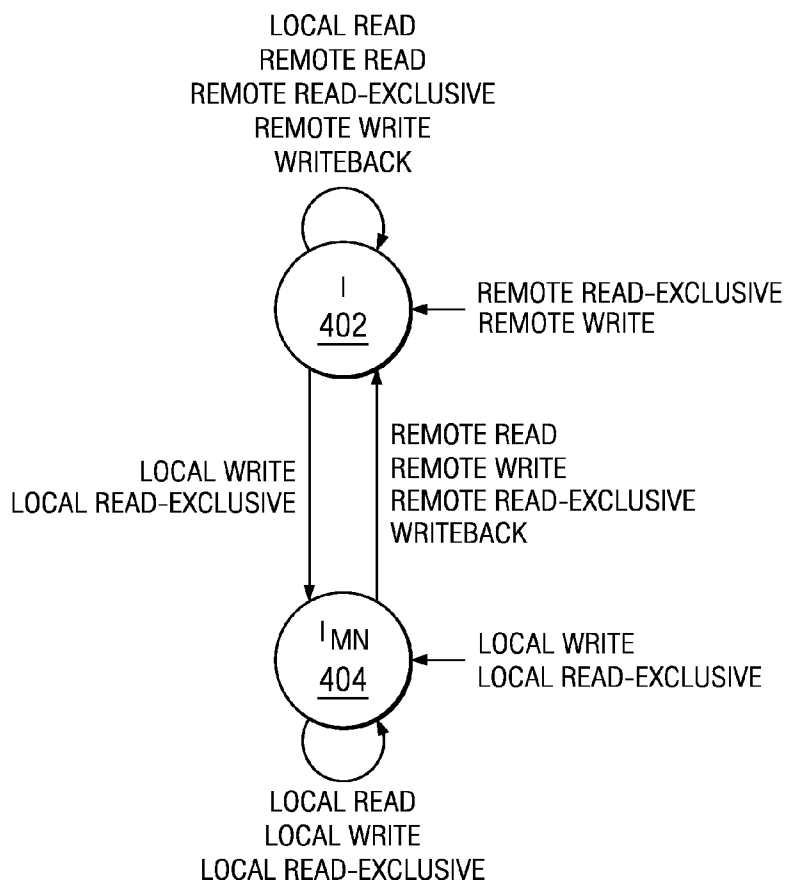 LOCAL READ
REMOTE READ
REMOTE READ-EXCLUSIVE
REMOTE WRITE
WRITEBACK
I
402
REMOTE READ-EXCLUSIVE
REMOTE WRITE
LOCAL WRITE
LOCAL READ-EXCLUSIVE
REMOTE READ
REMOTE WRITE
REMOTE READ-EXCLUSIVE
WRITEBACK
I MN
404
LOCAL WRITE
LOCAL READ-EXCLUSIVE
LOCAL READ
LOCAL WRITE
LOCAL READ-EXCLUSIVE